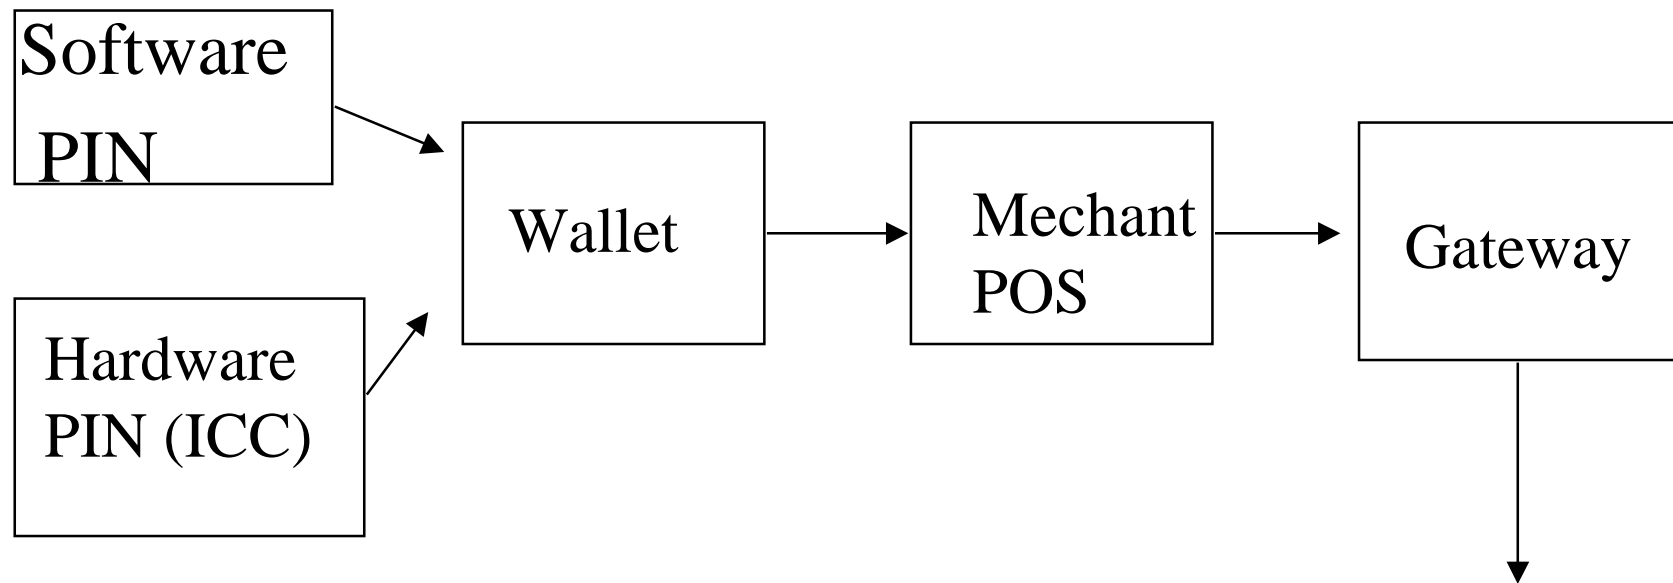 Software
PIN
Hardware
PIN (ICC)
Wallet
Mechant
POS
Gateway